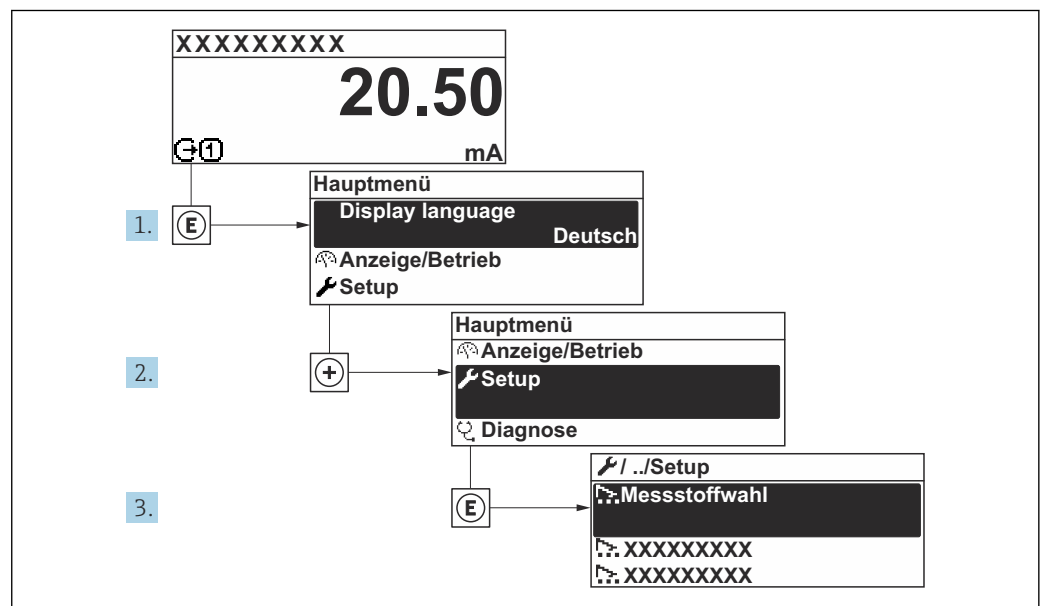 XXXXXXXXX
20.50
1 mA
1. E
Hauptmenü
Display language
Deutsch
Anzeige/Betrieb
Setup
2. +
Hauptmenü
Anzeige/Betrieb
Setup
Diagnose
3. E
/ ../Setup
Messstoffwahl
XXXXXXXXX
XXXXXXXXX